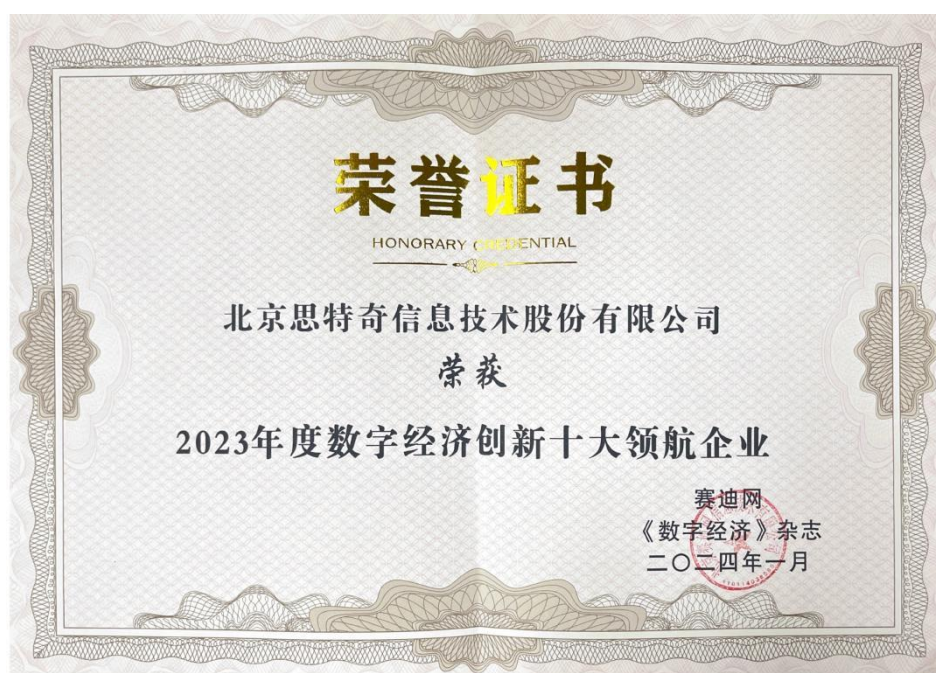 荣誉证书
HONORARY CREDENTIAL
北京思特奇信息技术股份有限公司
荣获
2023年度数字经济创新十大领航企业
赛迪网
《数字经济》杂志
二〇二四年一月